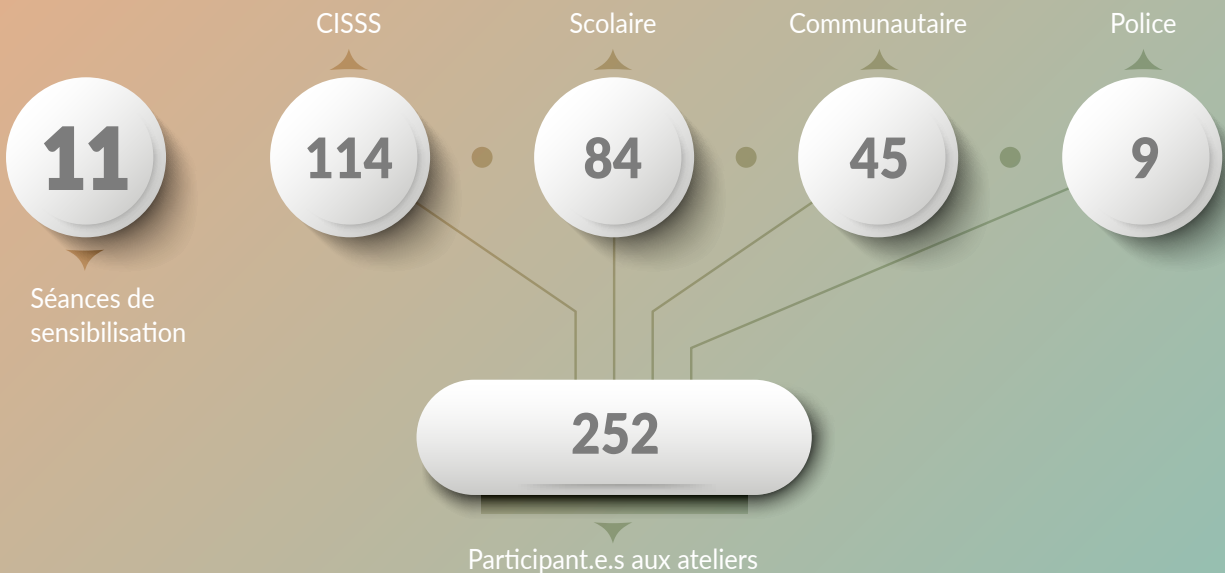 CISSS
Scolaire
Communautaire
Police
11
114
84
45
9
Séances de
sensibilisation
252
Participant.e.s aux ateliers